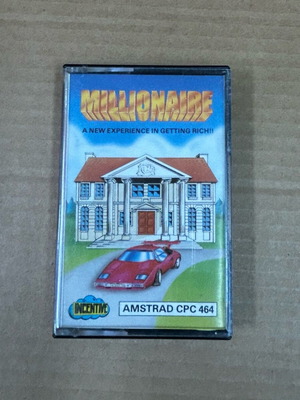 MILLIONAIRE
A NEW EXPERIENCE IN GETTING RICH!!
INCENTIVE
AMSTRAD CPC 464